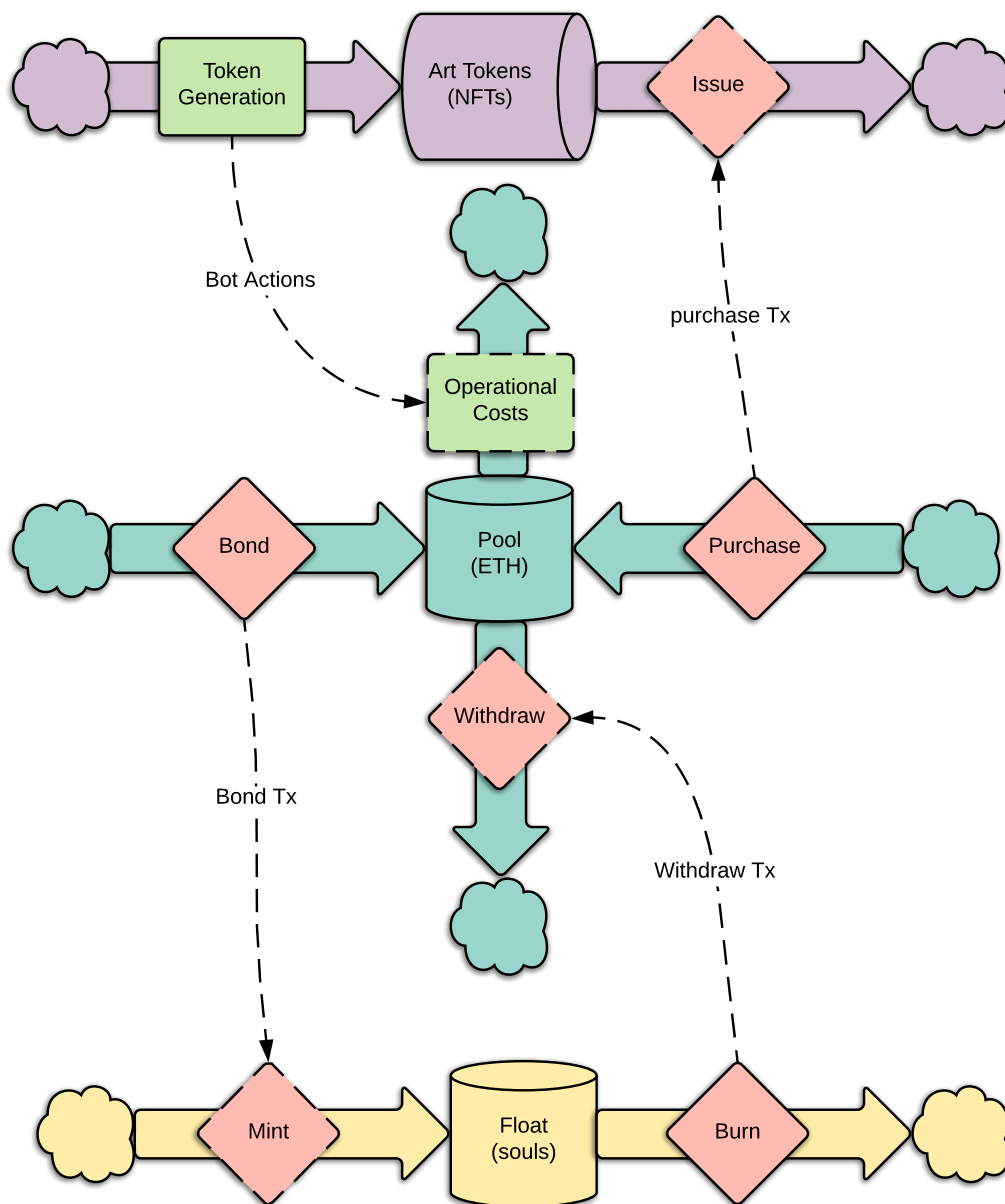 Token
Generation
Art Tokens
(NFTs)
Issue
Bot Actions
purchase Tx
Operational
Costs
Bond
Pool
(ETH)
Purchase
Withdraw
Bond Tx
Withdraw Tx
Mint
Float
(souls)
Burn